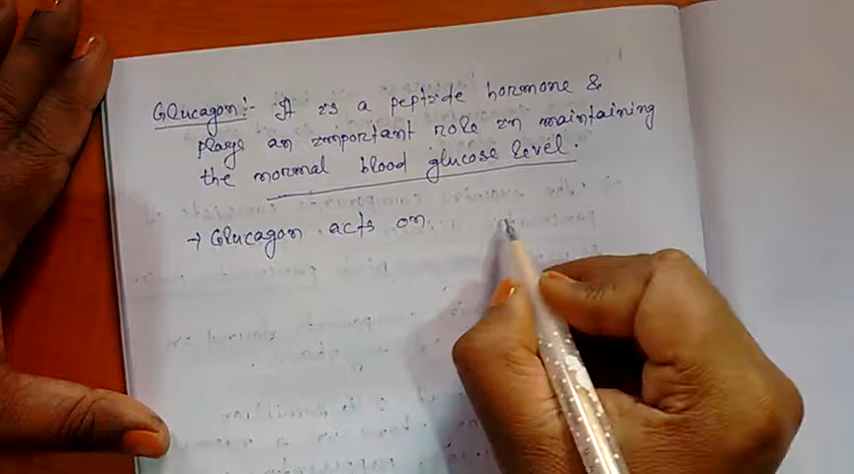 Glucagon:- It is a peptide hormone &
plays an important role in maintaining
the normal blood glucose level.
→ Glucagon acts on